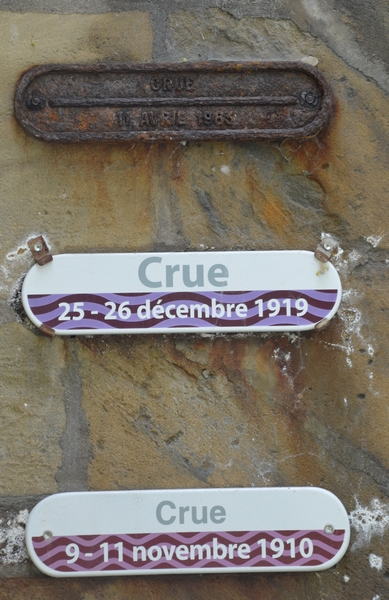 CRUE
11 AVRIL 1983
Crue
25 - 26 décembre 1919
Crue
9 - 11 novembre 1910